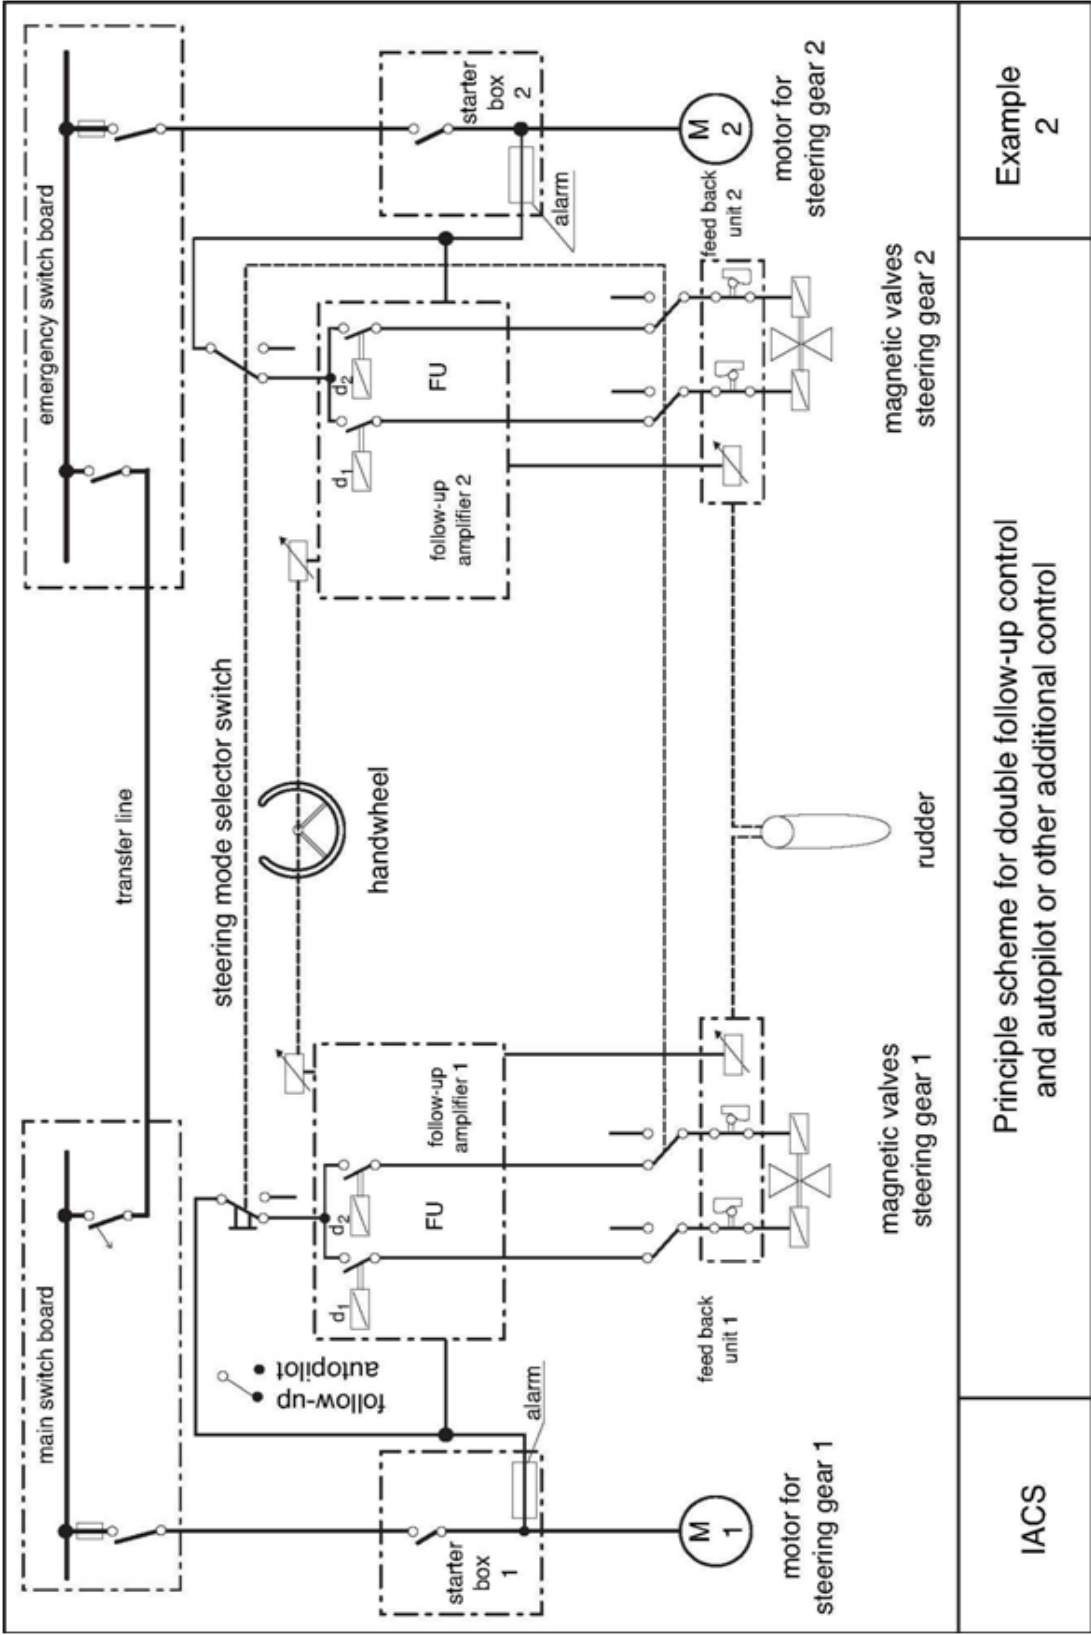 main switch board
transfer line
emergency switch board
follow-up
autopilot
steering mode selector switch
handwheel
starter
box
1
alarm
d1
d2
FU
follow-up
amplifier 1
d1
d2
FU
follow-up
amplifier 2
starter
box
2
alarm
M
1
M
2
feed back
unit 1
feed back
unit 2
motor for
steering gear 1
magnetic valves
steering gear 1
rudder
magnetic valves
steering gear 2
motor for
steering gear 2
IACS
Principle scheme for double follow-up control
and autopilot or other additional control
Example
2